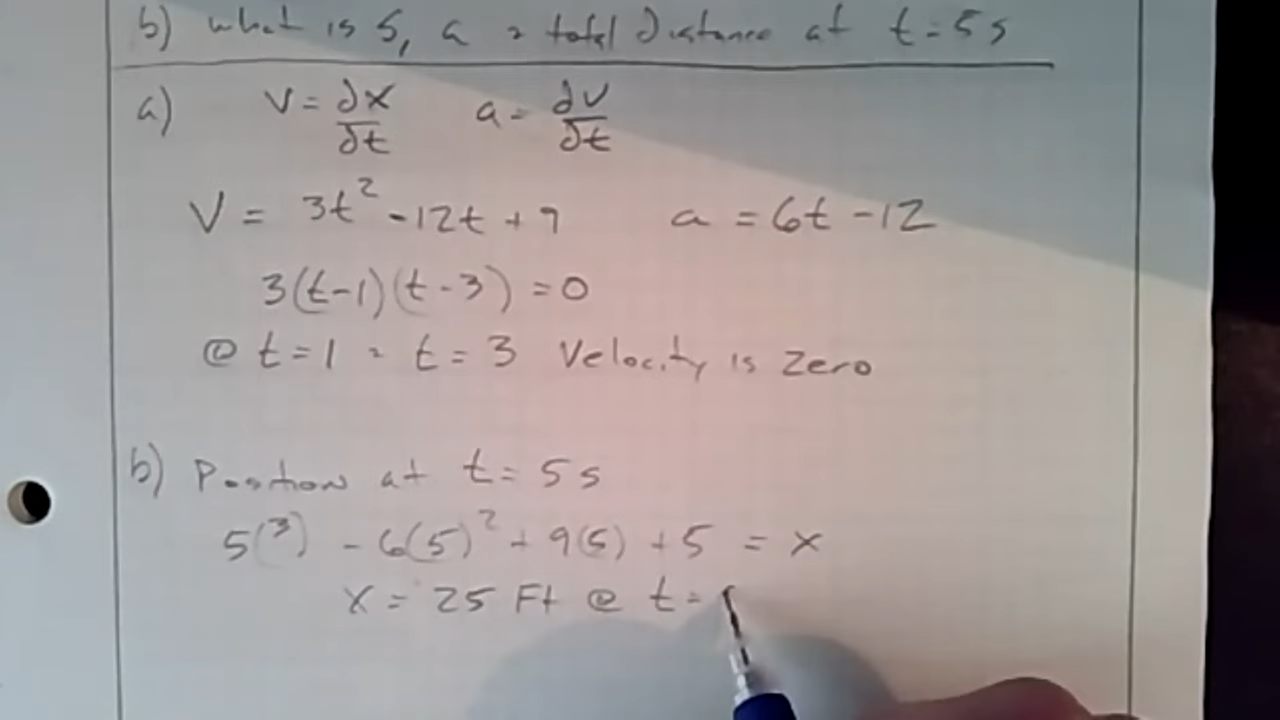 b) what is S, a & total distance at t = 5 s
a) V = ∂x/∂t a = ∂v/∂t
V = 3t² - 12t + 9 a = 6t - 12
3(t-1)(t-3) = 0
@ t = 1 & t = 3 Velocity is zero
b) Position at t = 5 s
5(³) - 6(5)² + 9(5) + 5 = x
x = 25 Ft @ t =